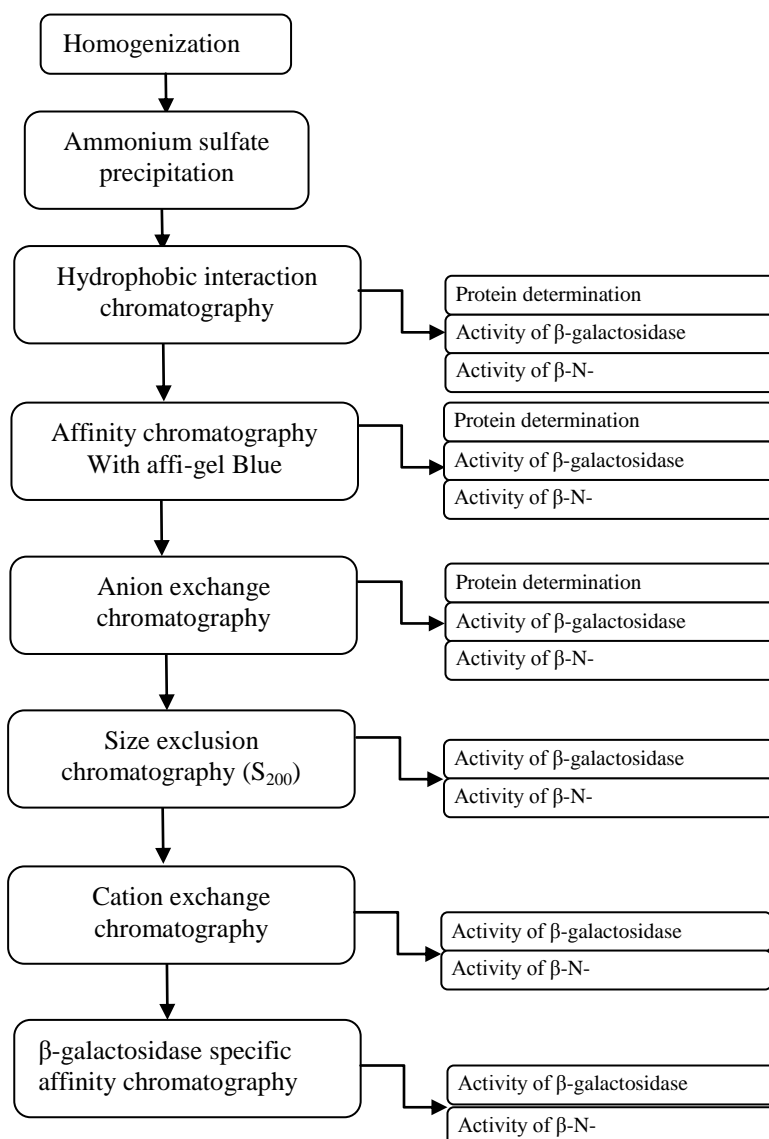 Homogenization
Ammonium sulfate
precipitation
Hydrophobic interaction
chromatography
Protein determination
Activity of β-galactosidase
Activity of β-N-
Affinity chromatography
With affi-gel Blue
Protein determination
Activity of β-galactosidase
Activity of β-N-
Anion exchange
chromatography
Protein determination
Activity of β-galactosidase
Activity of β-N-
Size exclusion
chromatography (S₂₀₀)
Activity of β-galactosidase
Activity of β-N-
Cation exchange
chromatography
Activity of β-galactosidase
Activity of β-N-
β-galactosidase specific
affinity chromatography
Activity of β-galactosidase
Activity of β-N-